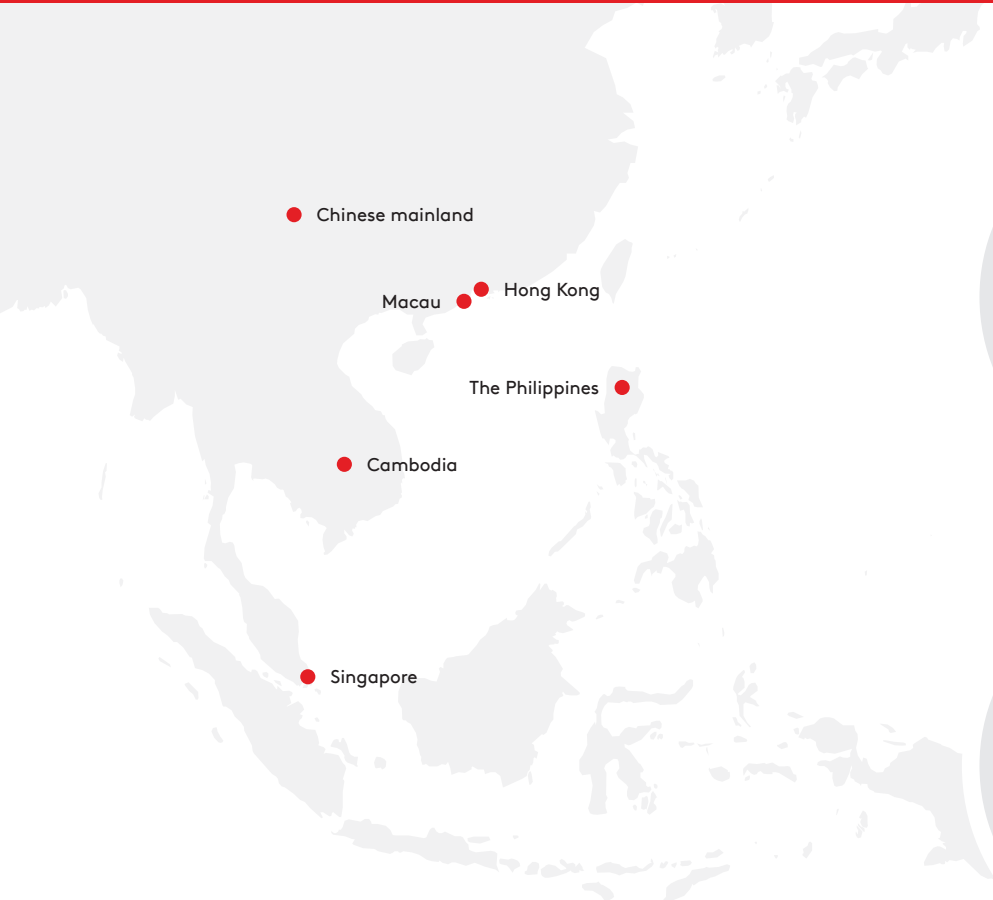 Chinese mainland
Hong Kong
Macau
The Philippines
Cambodia
Singapore